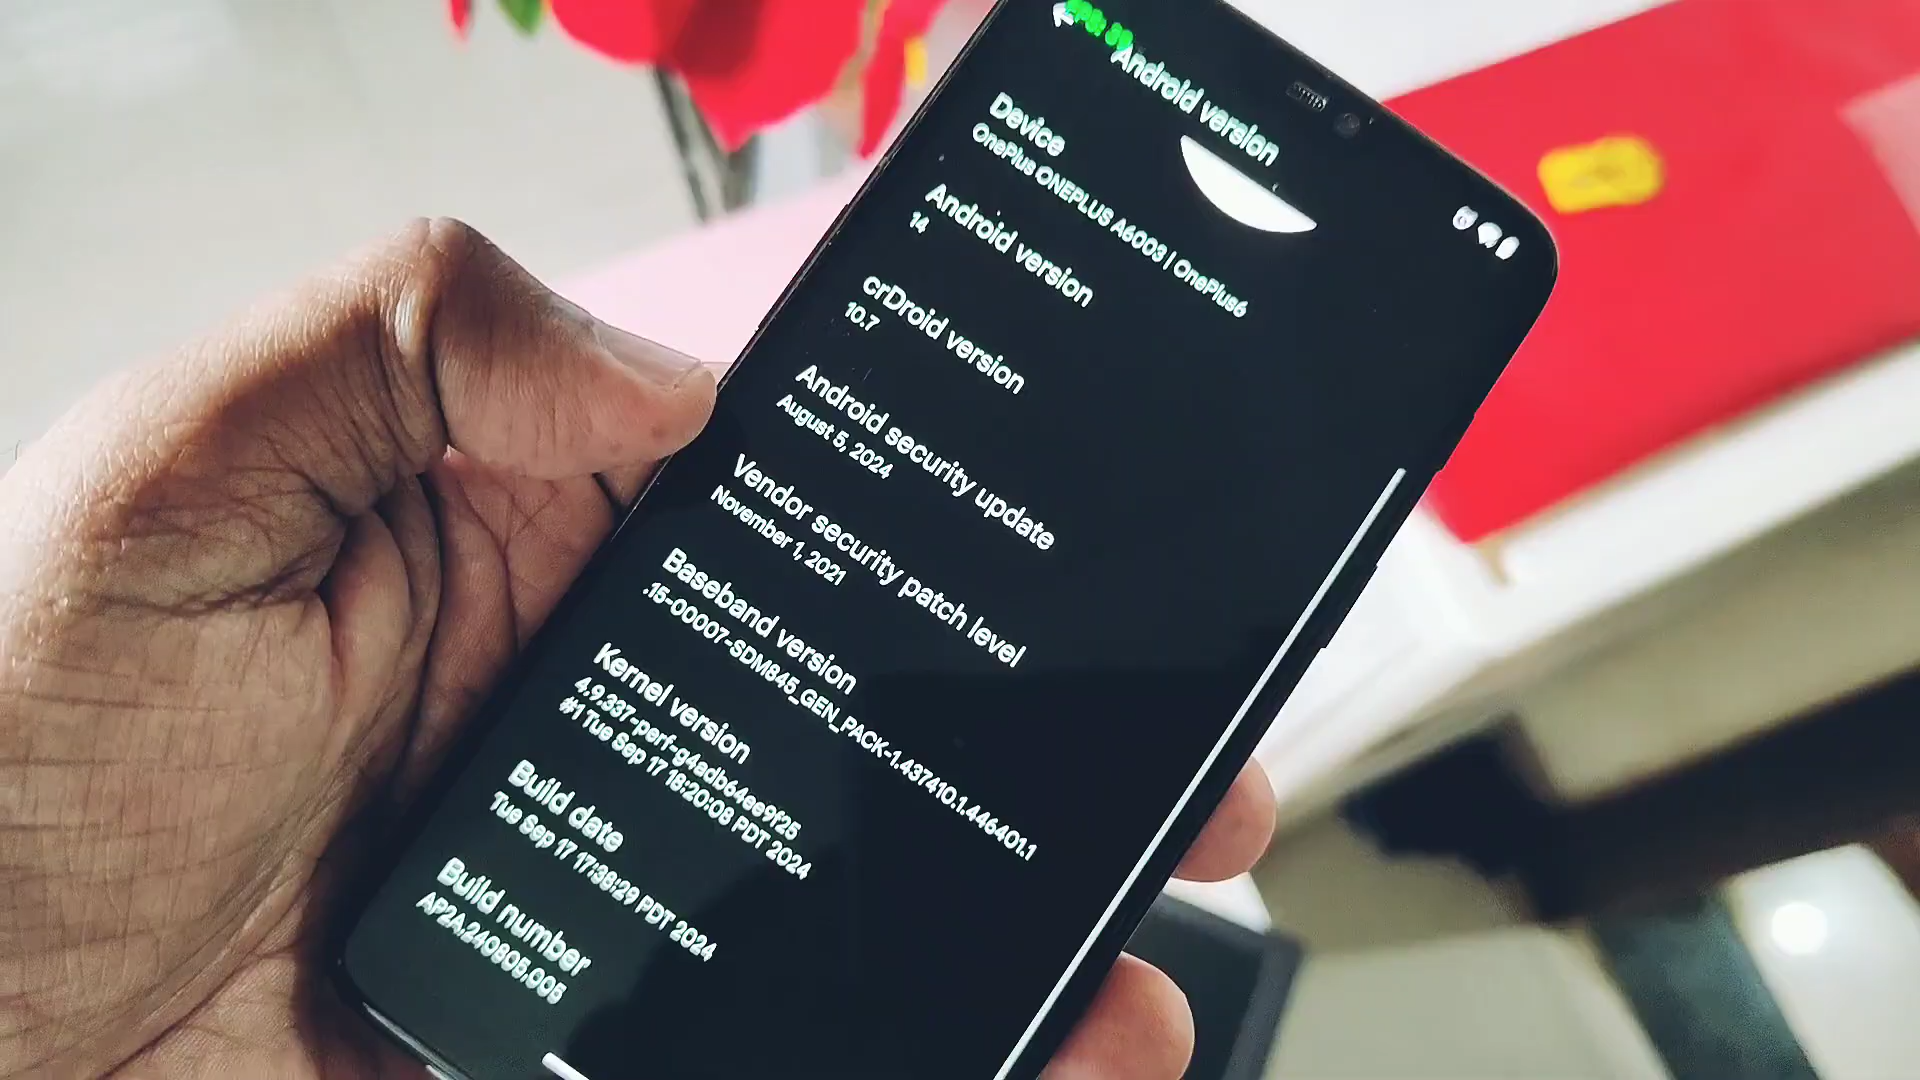 FPS: 39
Android version
Device
OnePlus ONEPLUS A6003 | OnePlus6
Android version
14
crDroid version
10.7
Android security update
August 5, 2024
Vendor security patch level
November 1, 2021
Baseband version
.15-00007-SDM845_GEN_PACK-1.437410.1.446401.1
Kernel version
4.9.337-perf-g4adb64ee9f25
#1 Tue Sep 17 18:20:08 PDT 2024
Build date
Tue Sep 17 17:38:29 PDT 2024
Build number
AP2A.240805.005